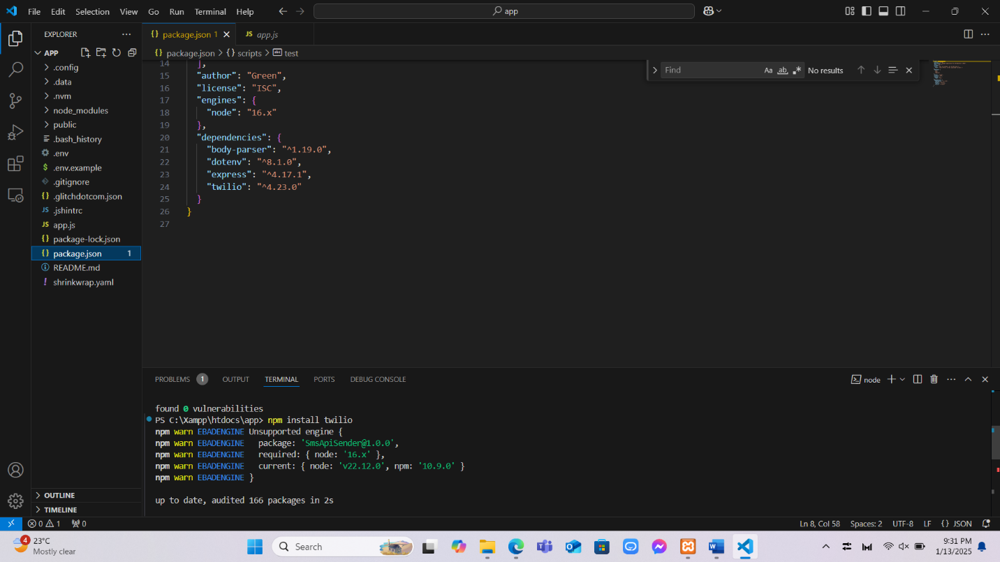 File Edit Selection View Go Run Terminal Help
app
EXPLORER
package.json 1
JS app.js
APP
package.json > {} scripts > test
.config
.data
.nvm
node_modules
public
.bash_history
.env
$ .env.example
.gitignore
{} .glitchdotcom.json
JS .jshintrc
JS app.js
{} package-lock.json
{} package.json 1
README.md
! shrinkwrap.yaml
OUTLINE
TIMELINE
14 ],
15 "author": "Green",
16 "license": "ISC",
17 "engines": {
18 "node": "16.x"
19 },
20 "dependencies": {
21 "body-parser": "^1.19.0",
22 "dotenv": "^8.1.0",
23 "express": "^4.17.1",
24 "twilio": "^4.23.0"
25 }
26 }
27
Find Aa ab No results
PROBLEMS 1 OUTPUT TERMINAL PORTS DEBUG CONSOLE
node
found 0 vulnerabilities
PS C:\Xampp\htdocs\app> npm install twilio
npm warn EBADENGINE Unsupported engine {
npm warn EBADENGINE package: 'SmsApiSender@1.0.0',
npm warn EBADENGINE required: { node: '16.x' },
npm warn EBADENGINE current: { node: 'v22.12.0', npm: '10.9.0' }
npm warn EBADENGINE }
up to date, audited 166 packages in 2s
0 1 0
Ln 8, Col 58 Spaces: 2 UTF-8 LF {} JSON
4
23°C
Mostly clear
Search
9:31 PM
1/13/2025